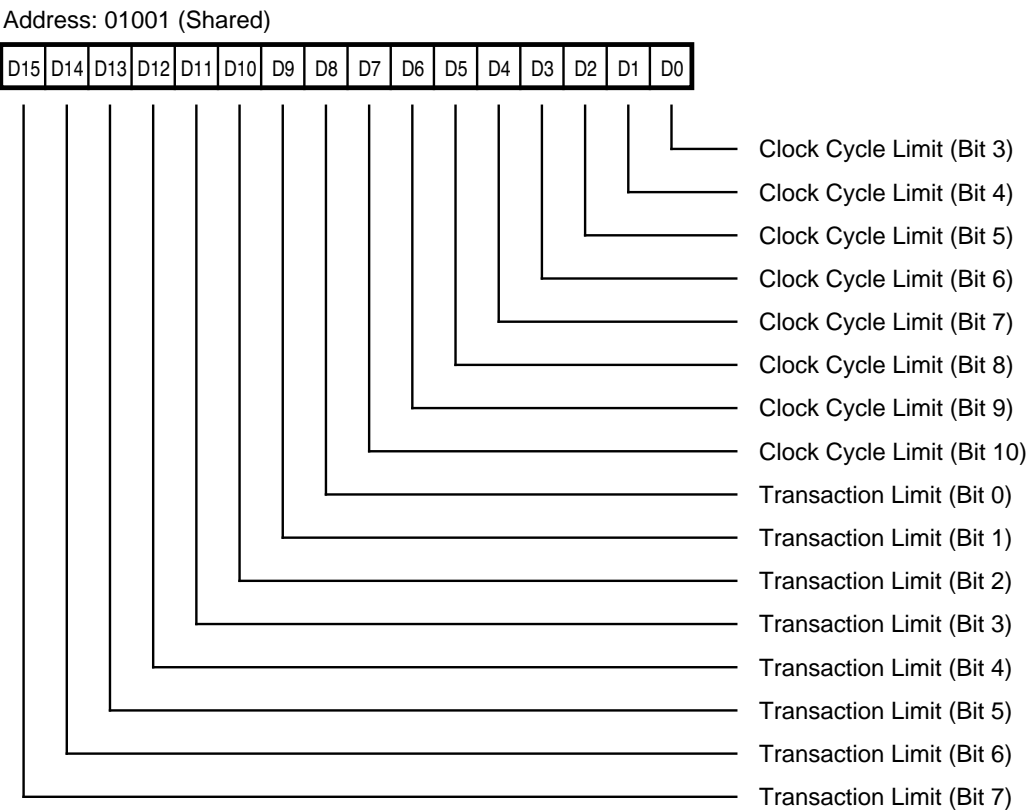 Address: 01001 (Shared)
D15 D14 D13 D12 D11 D10 D9 D8 D7 D6 D5 D4 D3 D2 D1 D0
Clock Cycle Limit (Bit 3)
Clock Cycle Limit (Bit 4)
Clock Cycle Limit (Bit 5)
Clock Cycle Limit (Bit 6)
Clock Cycle Limit (Bit 7)
Clock Cycle Limit (Bit 8)
Clock Cycle Limit (Bit 9)
Clock Cycle Limit (Bit 10)
Transaction Limit (Bit 0)
Transaction Limit (Bit 1)
Transaction Limit (Bit 2)
Transaction Limit (Bit 3)
Transaction Limit (Bit 4)
Transaction Limit (Bit 5)
Transaction Limit (Bit 6)
Transaction Limit (Bit 7)